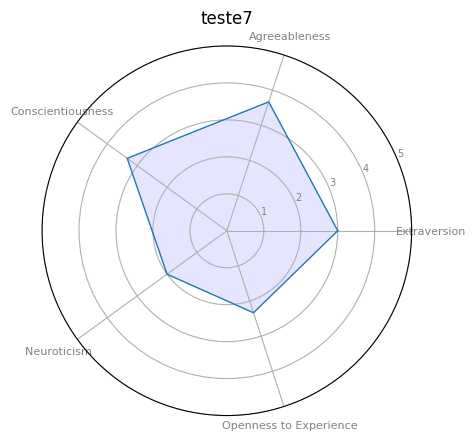 teste7
Agreeableness
Conscientiousness
5
4
3
2
1
Extraversion
Neuroticism
Openness to Experience